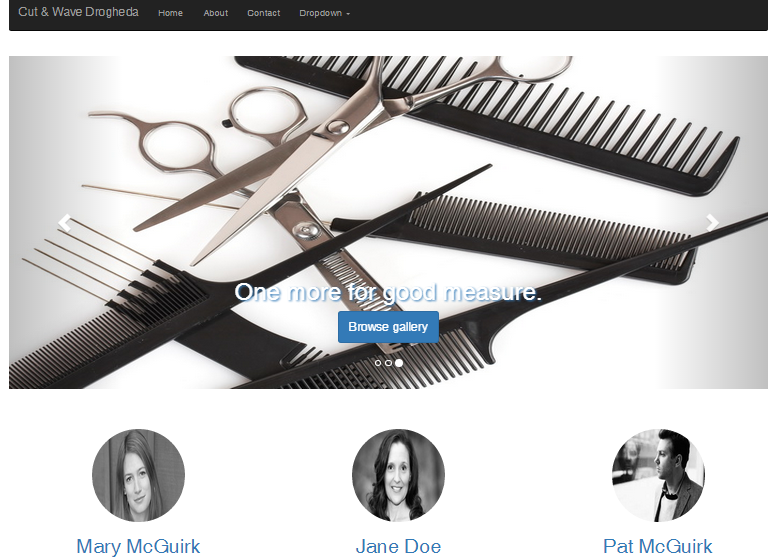 Cut & Wave Drogheda Home About Contact Dropdown
One more for good measure.
Browse gallery
Mary McGuirk Jane Doe Pat McGuirk